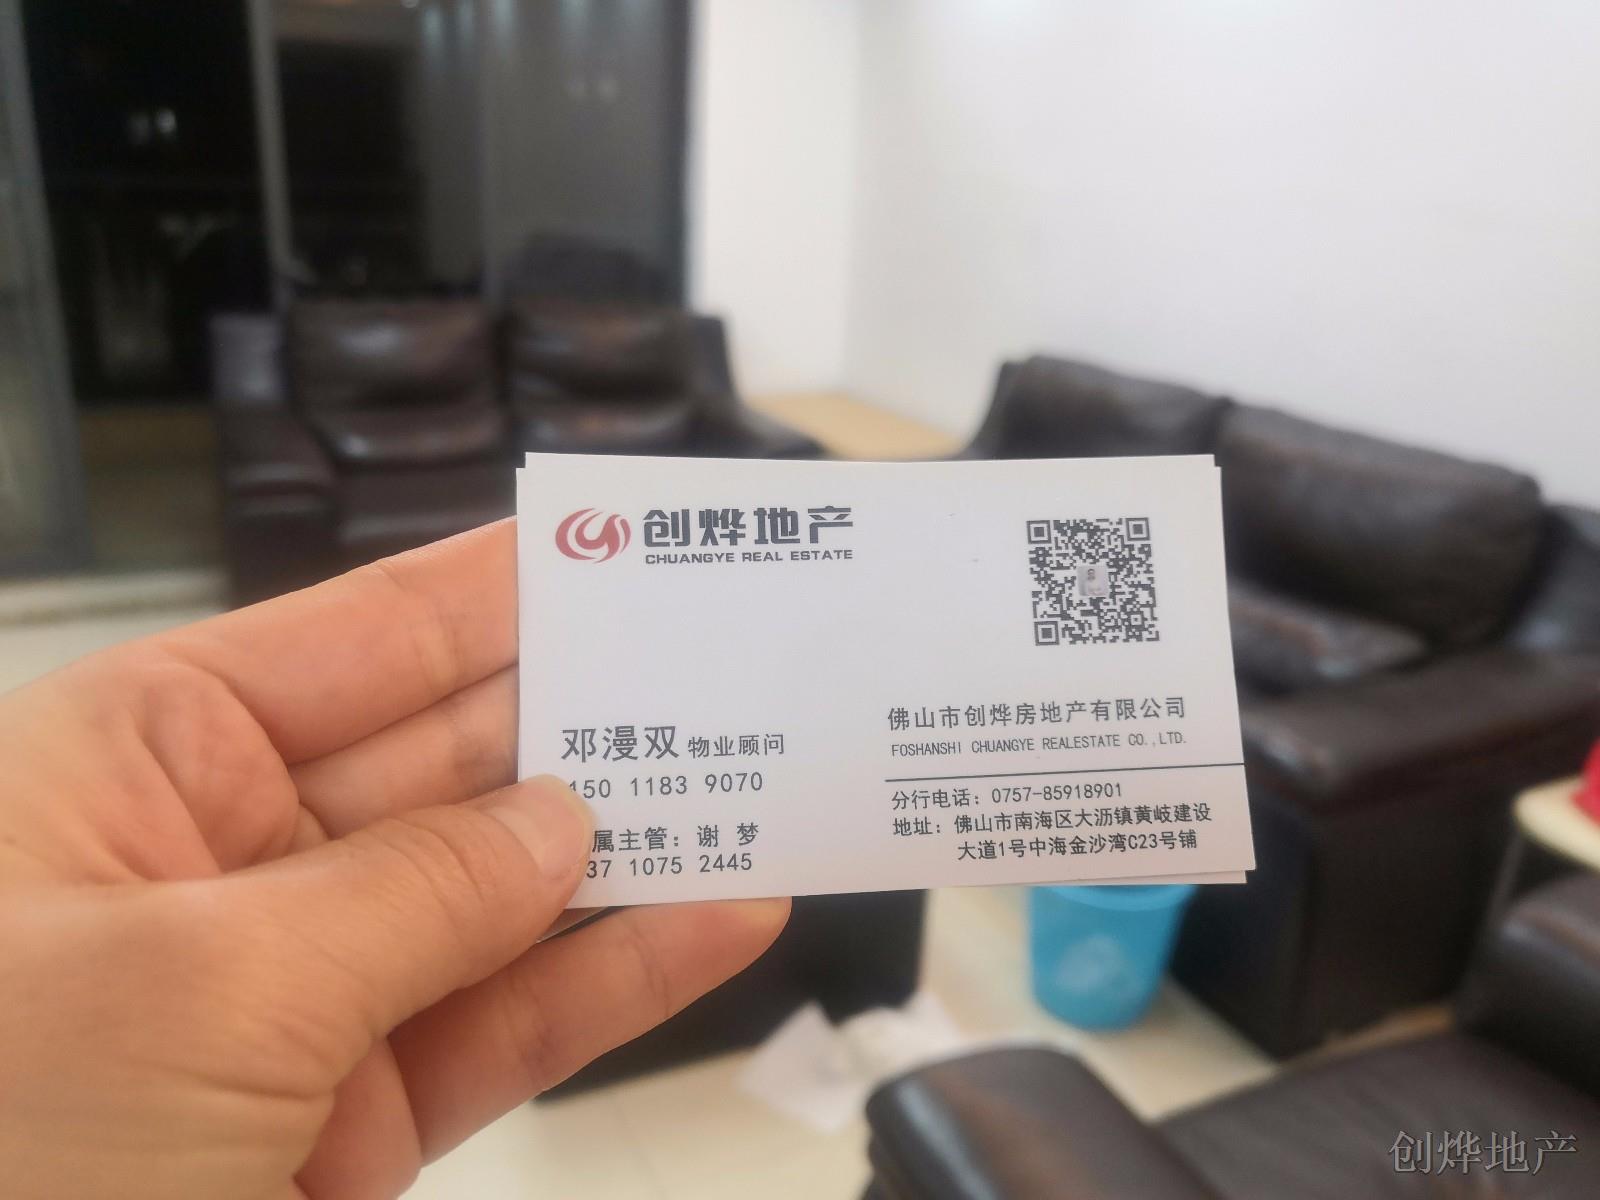 创烨地产
CHUANGYE REAL ESTATE
邓漫双 物业顾问
150 1183 9070
属主管：谢 梦
37 1075 2445
佛山市创烨房地产有限公司
FOSHANSHI CHUANGYE REALESTATE CO.,LTD.
分行电话：0757-85918901
地址：佛山市南海区大沥镇黄岐建设
大道1号中海金沙湾C23号铺
创烨地产